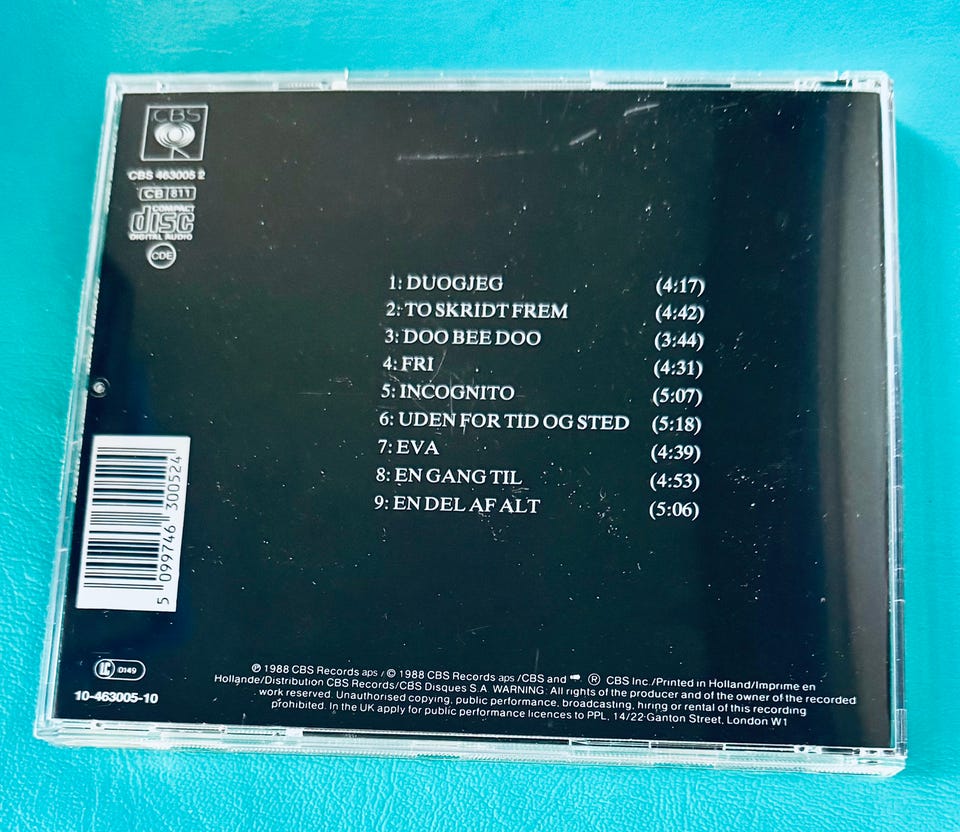 CBS
CBS 463005 2
CB 811
COMPACT
disc
DIGITAL AUDIO
CDE
1: DUOGJEG (4:17)
2: TO SKRIDT FREM (4:42)
3: DOO BEE DOO (3:44)
4: FRI (4:31)
5: INCOGNITO (5:07)
6: UDEN FOR TID OG STED (5:18)
7: EVA (4:39)
8: EN GANG TIL (4:53)
9: EN DEL AF ALT (5:06)
5 099746 300524
LC 0149
10-463005-10
℗ 1988 CBS Records aps / © 1988 CBS Records aps /CBS and ® CBS Inc./Printed in Holland/Imprime en
Hollande/Distribution CBS Records/CBS Disques S.A. WARNING: All rights of the producer and of the owner of the recorded
work reserved. Unauthorised copying, public performance, broadcasting, hiring or rental of this recording
prohibited. In the UK apply for public performance licences to PPL, 14/22 Ganton Street, London W1